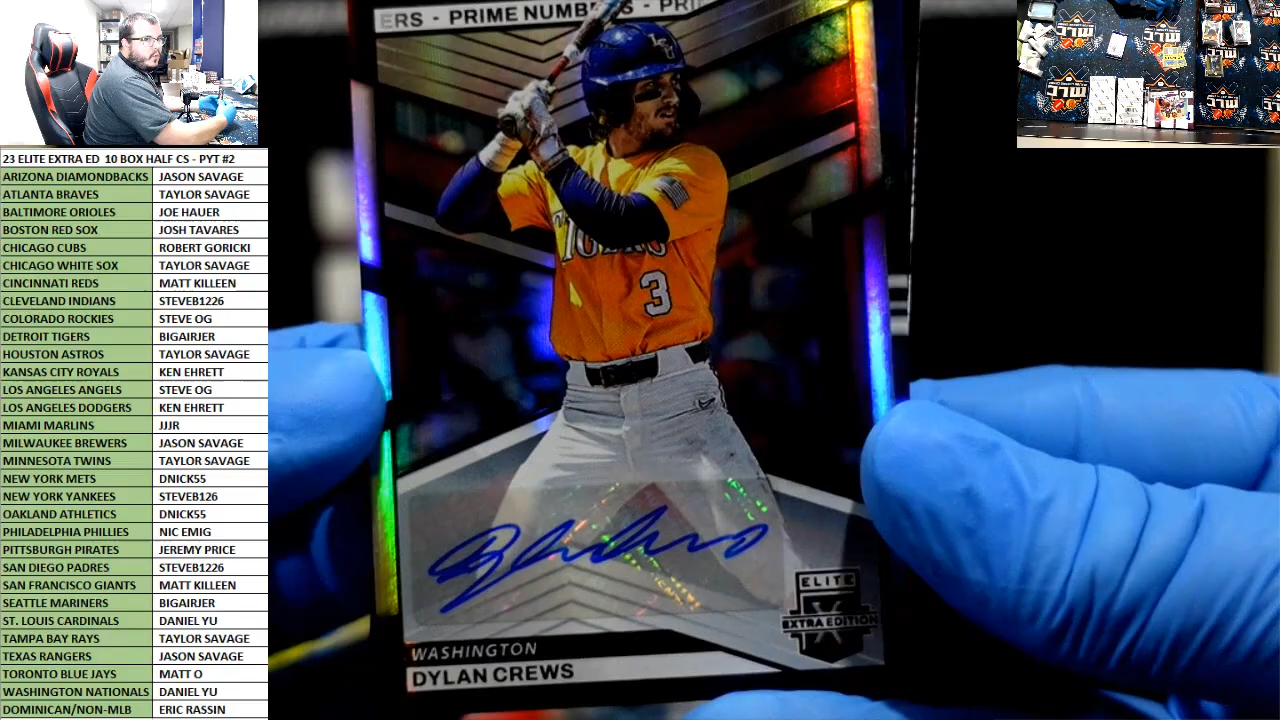 23 ELITE EXTRA ED 10 BOX HALF CS - PYT #2
ARIZONA DIAMONDBACKS JASON SAVAGE
ATLANTA BRAVES TAYLOR SAVAGE
BALTIMORE ORIOLES JOE HAUER
BOSTON RED SOX JOSH TAVARES
CHICAGO CUBS ROBERT GORICKI
CHICAGO WHITE SOX TAYLOR SAVAGE
CINCINNATI REDS MATT KILLEEN
CLEVELAND INDIANS STEVEB1226
COLORADO ROCKIES STEVE OG
DETROIT TIGERS BIGAIRJER
HOUSTON ASTROS TAYLOR SAVAGE
KANSAS CITY ROYALS KEN EHRETT
LOS ANGELES ANGELS STEVE OG
LOS ANGELES DODGERS KEN EHRETT
MIAMI MARLINS JJJR
MILWAUKEE BREWERS JASON SAVAGE
MINNESOTA TWINS TAYLOR SAVAGE
NEW YORK METS DNICK55
NEW YORK YANKEES STEVEB126
OAKLAND ATHLETICS DNICK55
PHILADELPHIA PHILLIES NIC EMIG
PITTSBURGH PIRATES JEREMY PRICE
SAN DIEGO PADRES STEVEB1226
SAN FRANCISCO GIANTS MATT KILLEEN
SEATTLE MARINERS BIGAIRJER
ST. LOUIS CARDINALS DANIEL YU
TAMPA BAY RAYS TAYLOR SAVAGE
TEXAS RANGERS JASON SAVAGE
TORONTO BLUE JAYS MATT O
WASHINGTON NATIONALS DANIEL YU
DOMINICAN/NON-MLB ERIC RASSIN
ERS - PRIME NUMBERS - PRI
TIGERS
3
ELITE
X
EXTRA EDITION
WASHINGTON
DYLAN CREWS